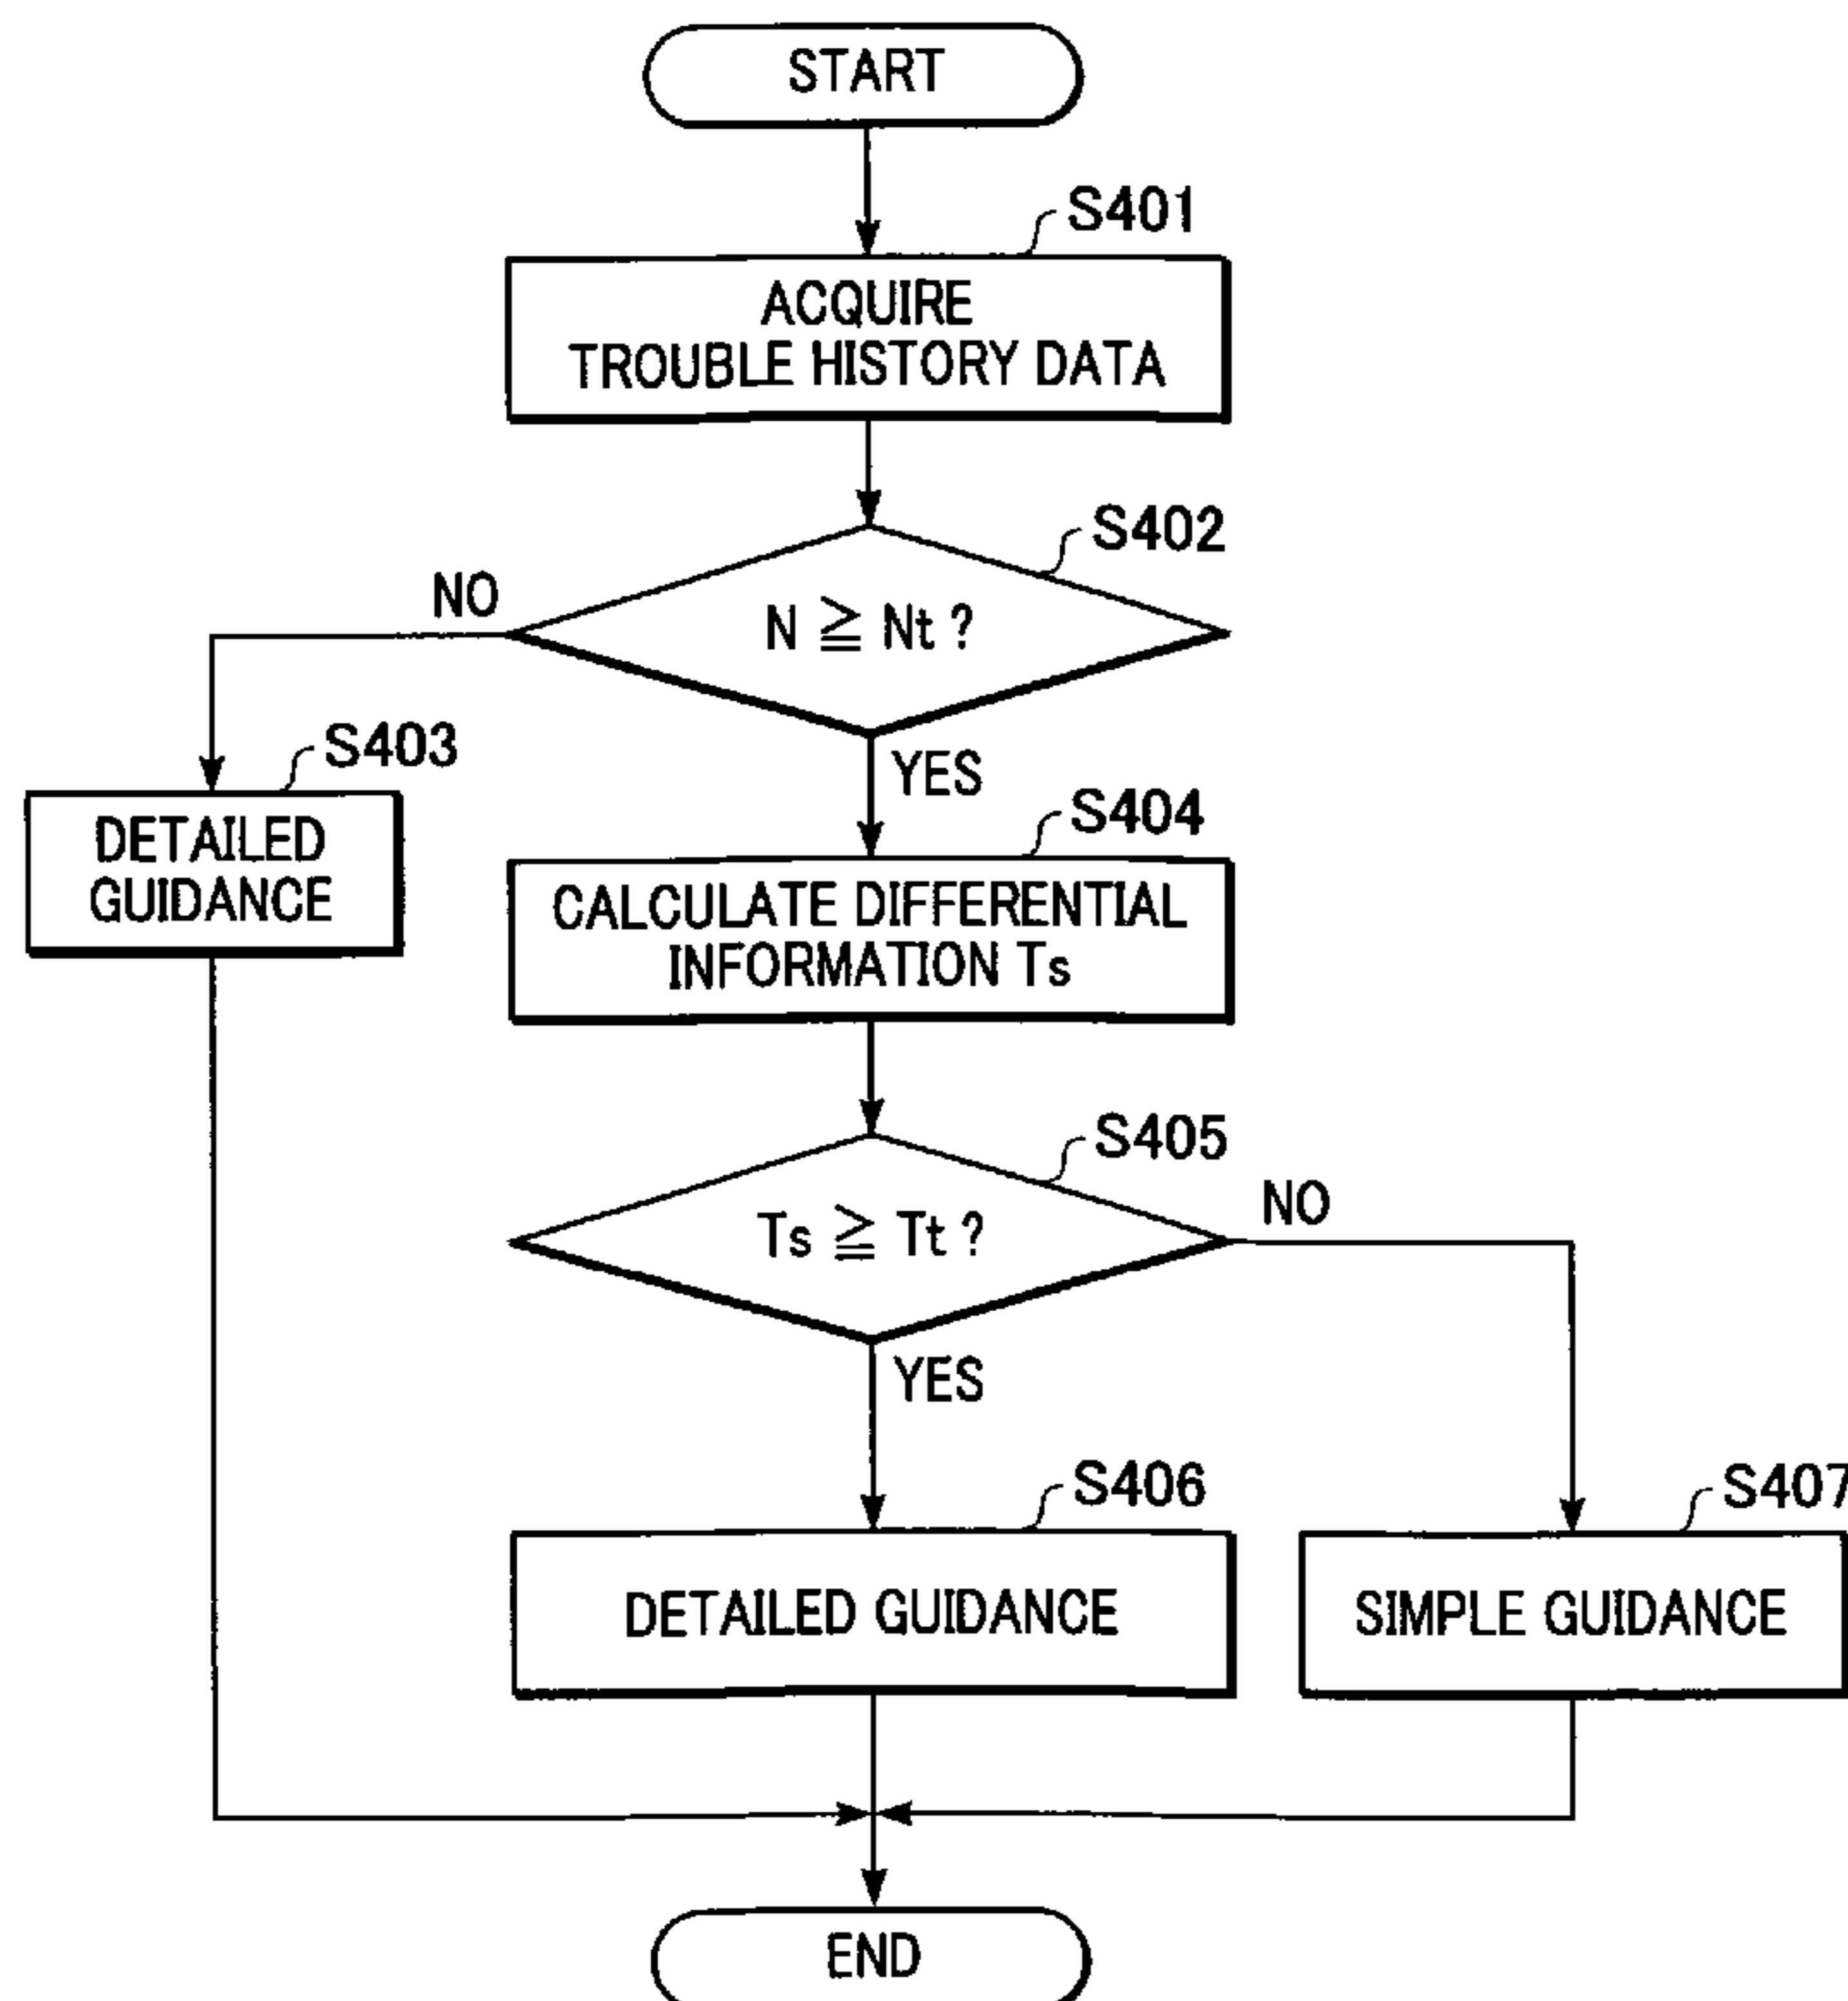 START
S401
ACQUIRE
TROUBLE HISTORY DATA
S402
NO
N ≧ Nt ?
YES
S403
DETAILED
GUIDANCE
S404
CALCULATE DIFFERENTIAL
INFORMATION Ts
S405
NO
Ts ≧ Tt ?
YES
S406
DETAILED GUIDANCE
S407
SIMPLE GUIDANCE
END